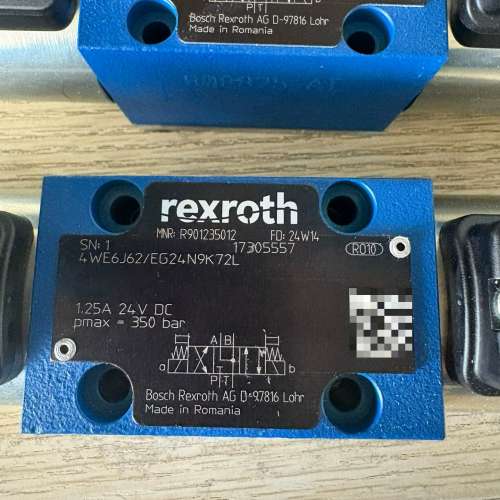 P T
Bosch Rexroth AG D-97816 Lohr
Made in Romania
rexroth
MNR: R901235012 FD: 24W14
SN: 1 17305557 R010
4WE6J62/EG24N9K72L
1.25A 24V DC
pmax = 350 bar
A B
a b
P T
Bosch Rexroth AG D-97816 Lohr
Made in Romania